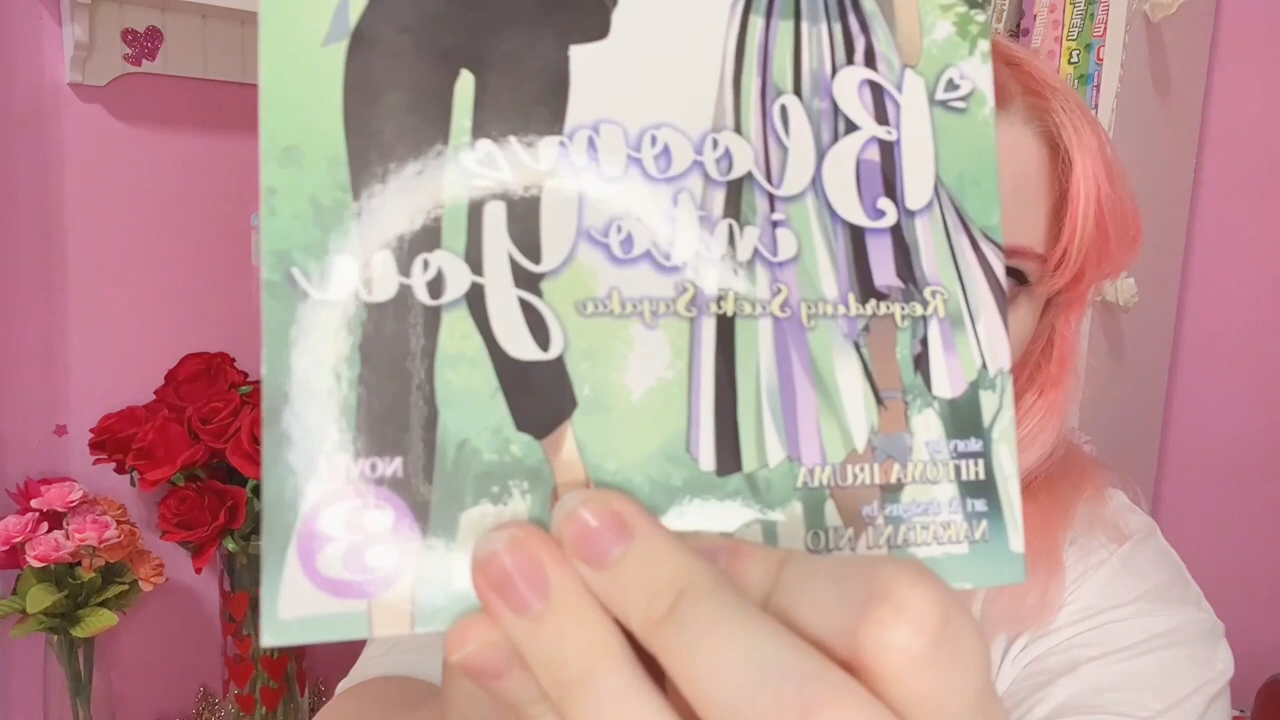 Bloom
into
You
Regarding Saeki Sayaka
NOVEL
3
story by
HITOMA IRUMA
art & designs by
NAKATANI NIO